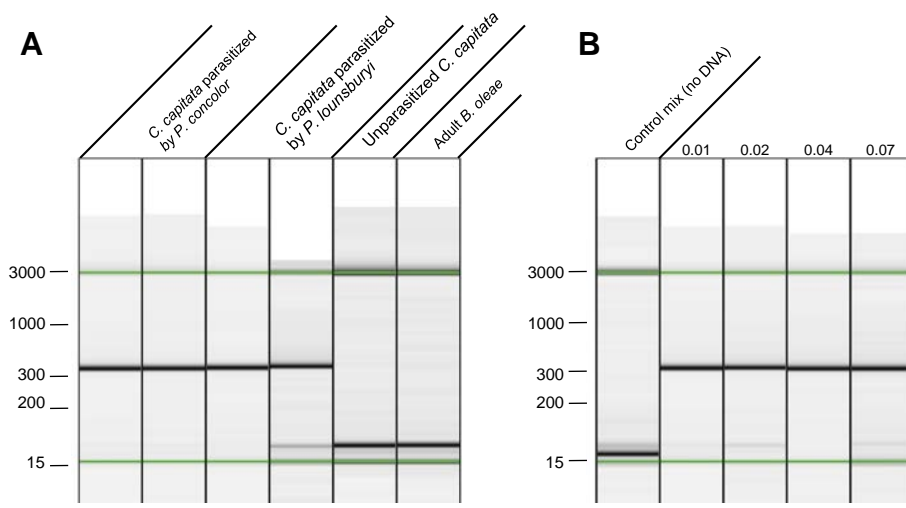 A
C. capitata parasitized
by P. concolor
C. capitata parasitized
by P. lounsburyi
Unparasitized C. capitata
Adult B. oleae
3000
1000
300
200
15
B
Control mix (no DNA)
0.01
0.02
0.04
0.07
3000
1000
300
200
15